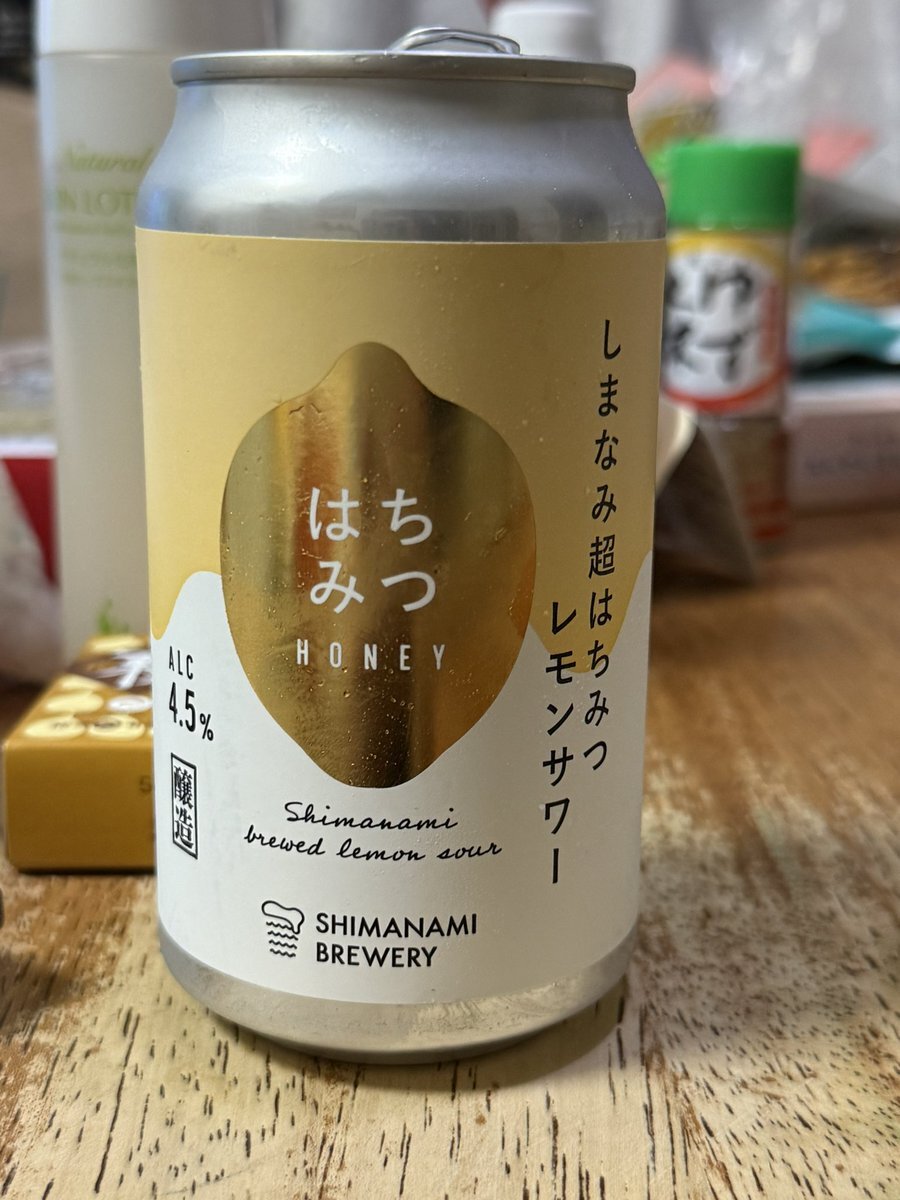 はち
みつ
HONEY
しまなみ超はちみつ
レモンサワー
ALC
4.5%
醸造
Shimanami
brewed lemon sour
SHIMANAMI
BREWERY
Natural